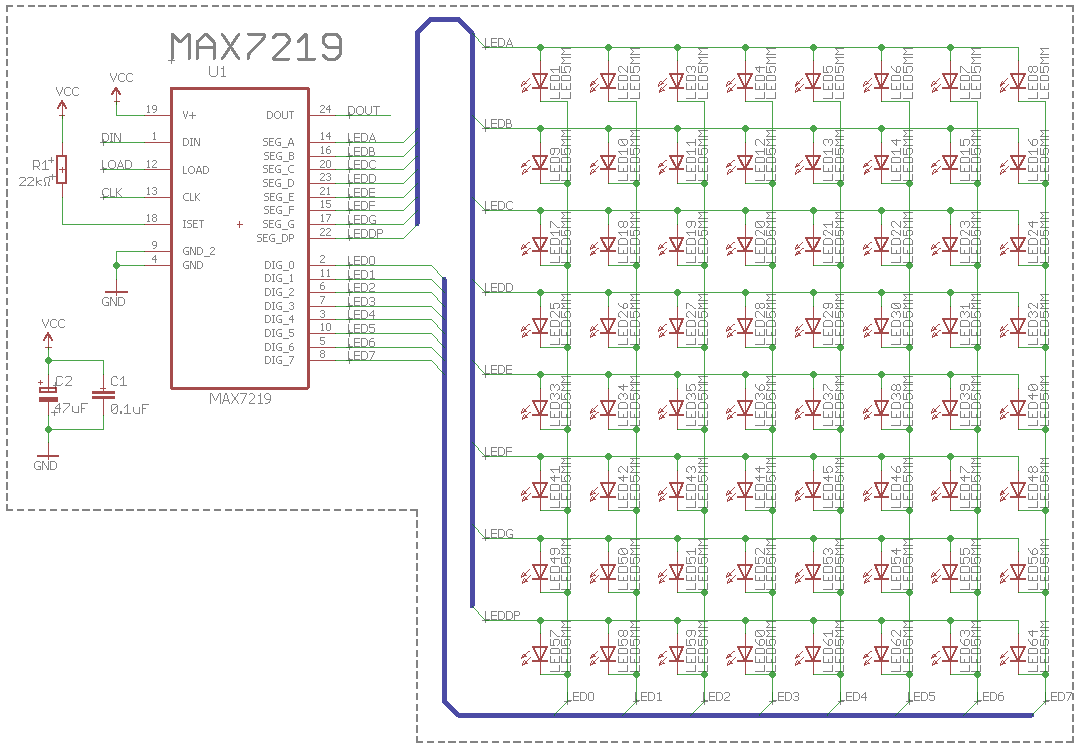 MAX7219
U1
VCC
VCC
19 V+
DIN 1 DIN
LOAD 12 LOAD
CLK 13 CLK
18 ISET
9 GND_2
4 GND
R1
22kΩ
GND
DOUT 24 DOUT
SEG_A 14 LEDA
SEG_B 16 LEDB
SEG_C 20 LEDC
SEG_D 23 LEDD
SEG_E 21 LEDE
SEG_F 15 LEDF
SEG_G 17 LEDG
SEG_DP 22 LEDDP
DIG_0 2 LED0
DIG_1 11 LED1
DIG_2 6 LED2
DIG_3 7 LED3
DIG_4 3 LED4
DIG_5 10 LED5
DIG_6 5 LED6
DIG_7 8 LED7
MAX7219
VCC
C2
47uF
C1
0.1uF
GND
LEDA
LED1 LED5MM LED2 LED5MM LED3 LED5MM LED4 LED5MM LED5 LED5MM LED6 LED5MM LED7 LED5MM LED8 LED5MM
LEDB
LED9 LED5MM LED10 LED5MM LED11 LED5MM LED12 LED5MM LED13 LED5MM LED14 LED5MM LED15 LED5MM LED16 LED5MM
LEDC
LED17 LED5MM LED18 LED5MM LED19 LED5MM LED20 LED5MM LED21 LED5MM LED22 LED5MM LED23 LED5MM LED24 LED5MM
LEDD
LED25 LED5MM LED26 LED5MM LED27 LED5MM LED28 LED5MM LED29 LED5MM LED30 LED5MM LED31 LED5MM LED32 LED5MM
LEDE
LED33 LED5MM LED34 LED5MM LED35 LED5MM LED36 LED5MM LED37 LED5MM LED38 LED5MM LED39 LED5MM LED40 LED5MM
LEDF
LED41 LED5MM LED42 LED5MM LED43 LED5MM LED44 LED5MM LED45 LED5MM LED46 LED5MM LED47 LED5MM LED48 LED5MM
LEDG
LED49 LED5MM LED50 LED5MM LED51 LED5MM LED52 LED5MM LED53 LED5MM LED54 LED5MM LED55 LED5MM LED56 LED5MM
LEDDP
LED57 LED5MM LED58 LED5MM LED59 LED5MM LED60 LED5MM LED61 LED5MM LED62 LED5MM LED63 LED5MM LED64 LED5MM
LED0 LED1 LED2 LED3 LED4 LED5 LED6 LED7